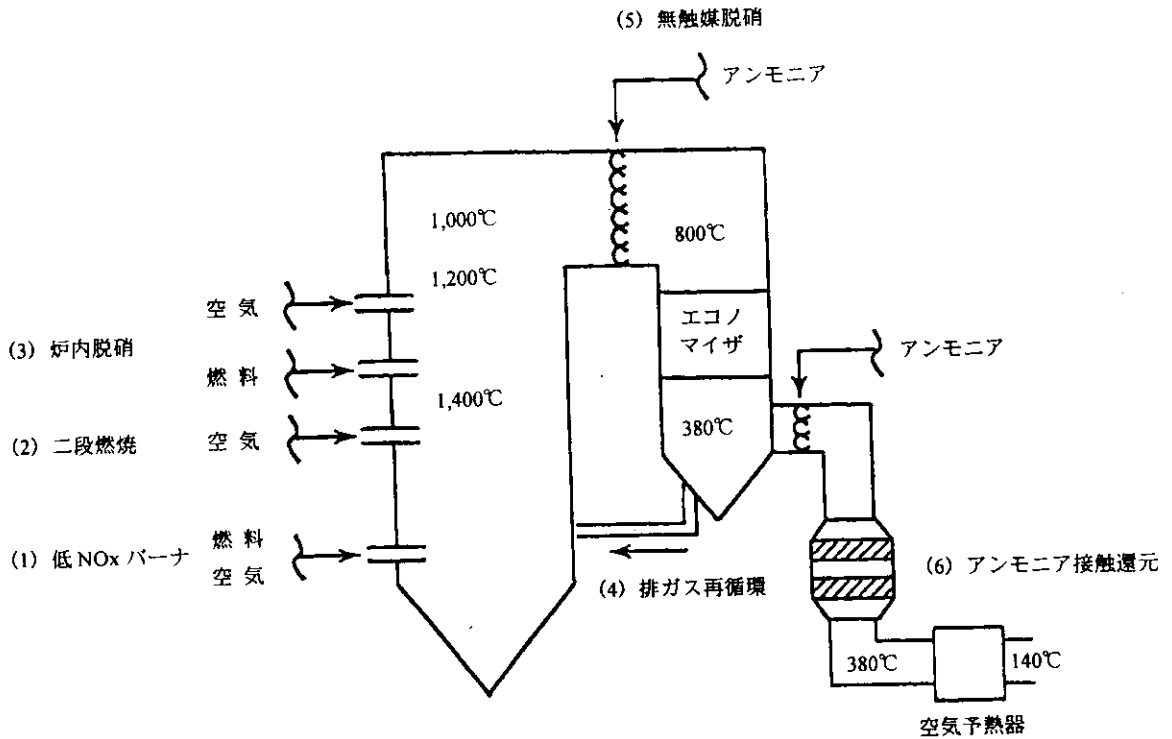 (5) 無触媒脱硝
アンモニア
1,000℃
800℃
1,200℃
空 気
エコノ
マイザ
(3) 炉内脱硝
アンモニア
燃 料
1,400℃
380℃
(2) 二段燃焼
空 気
燃 料
(1) 低 NOx バーナ
空 気
(4) 排ガス再循環
(6) アンモニア接触還元
380℃
140℃
空気予熱器